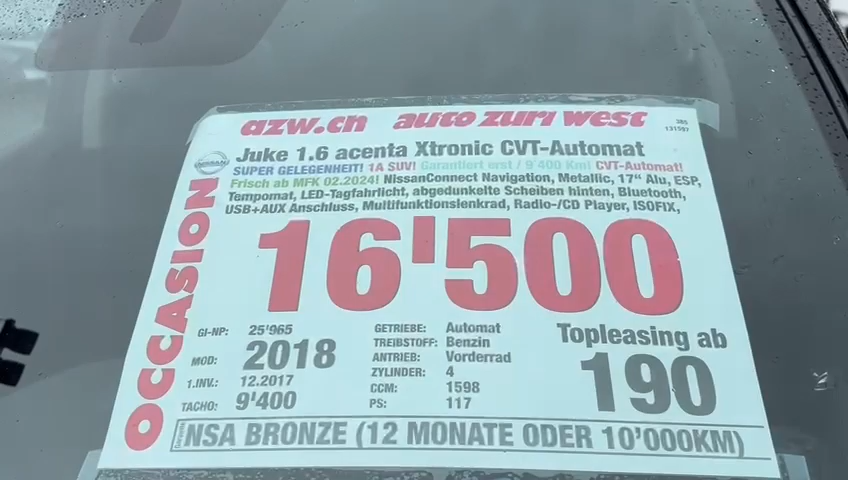 azw.ch auto züri west
385
131597
NISSAN
Juke 1.6 acenta Xtronic CVT-Automat
SUPER GELEGENHEIT! 1A SUV! Garantiert erst / 9'400 Km! CVT-Automat!
Frisch ab MFK 02.2024! NissanConnect Navigation, Metallic, 17" Alu, ESP,
Tempomat, LED-Tagfahrlicht, abgedunkelte Scheiben hinten, Bluetooth,
USB+AUX Anschluss, Multifunktionslenkrad, Radio-/CD Player, ISOFIX,
OCCASION
16'500
GI-NP: 25'965
MOD: 2018
1.INV.: 12.2017
TACHO: 9'400
GETRIEBE: Automat
TREIBSTOFF: Benzin
ANTRIEB: Vorderrad
ZYLINDER: 4
CCM: 1598
PS: 117
Topleasing ab
190
NSA BRONZE (12 MONATE ODER 10'000KM)